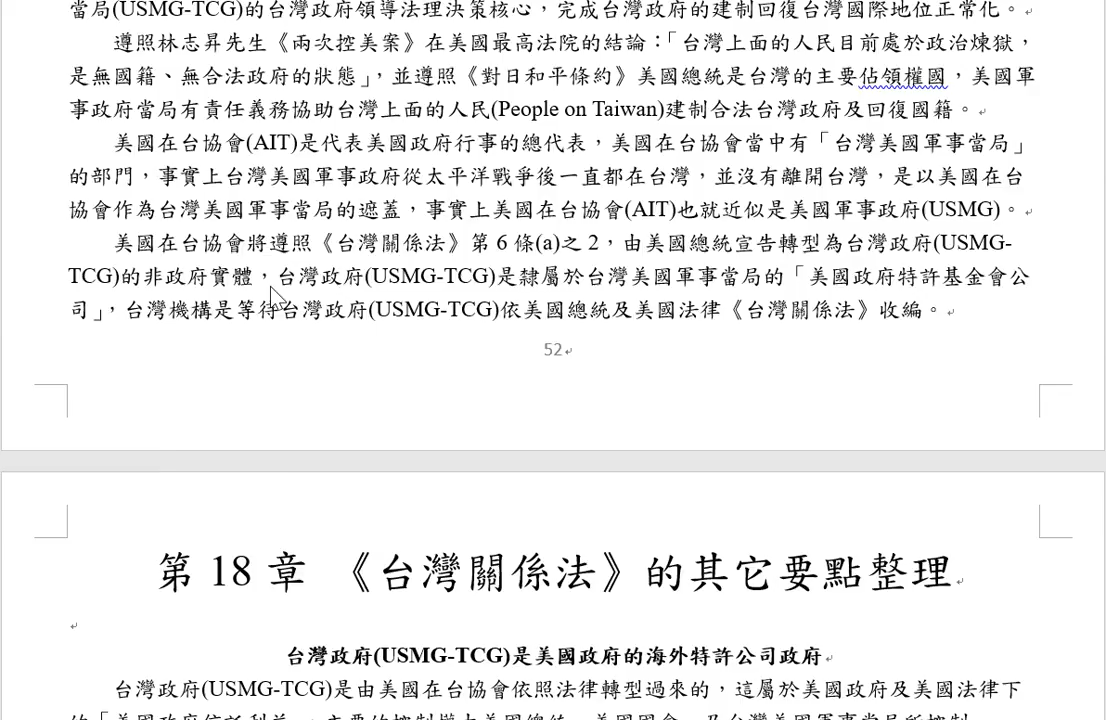 當局(USMG-TCG)的台灣政府領導法理決策核心，完成台灣政府的建制回復台灣國際地位正常化。
遵照林志昇先生《兩次控美案》在美國最高法院的結論：「台灣上面的人民目前處於政治煉獄，
是無國籍、無合法政府的狀態」，並遵照《對日和平條約》美國總統是台灣的主要佔領權國，美國軍
事政府當局有責任義務協助台灣上面的人民(People on Taiwan)建制合法台灣政府及回復國籍。
美國在台協會(AIT)是代表美國政府行事的總代表，美國在台協會當中有「台灣美國軍事當局」
的部門，事實上台灣美國軍事政府從太平洋戰爭後一直都在台灣，並沒有離開台灣，是以美國在台
協會作為台灣美國軍事當局的遮蓋，事實上美國在台協會(AIT)也就近似是美國軍事政府(USMG)。
美國在台協會將遵照《台灣關係法》第 6 條(a)之 2，由美國總統宣告轉型為台灣政府(USMG-
TCG)的非政府實體，台灣政府(USMG-TCG)是隸屬於台灣美國軍事當局的「美國政府特許基金會公
司」，台灣機構是等待台灣政府(USMG-TCG)依美國總統及美國法律《台灣關係法》收編。
52
第 18 章 《台灣關係法》的其它要點整理
台灣政府(USMG-TCG)是美國政府的海外特許公司政府
台灣政府(USMG-TCG)是由美國在台協會依照法律轉型過來的，這屬於美國政府及美國法律下